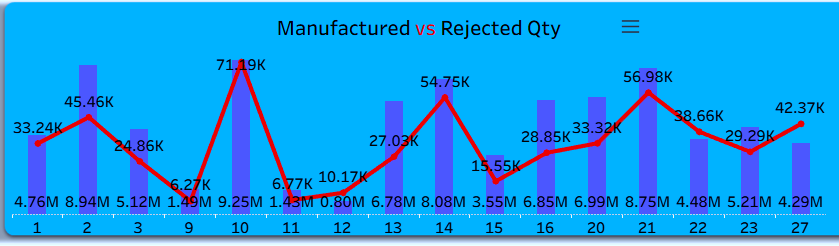 Manufactured vs Rejected Qty
33.24K 45.46K 24.86K 6.27K 71.19K 6.77K 10.17K 27.03K 54.75K 15.55K 28.85K 33.32K 56.98K 38.66K 29.29K 42.37K
4.76M 8.94M 5.12M 1.49M 9.25M 1.43M 0.80M 6.78M 8.08M 3.55M 6.85M 6.99M 8.75M 4.48M 5.21M 4.29M
1 2 3 9 10 11 12 13 14 15 16 20 21 22 23 27